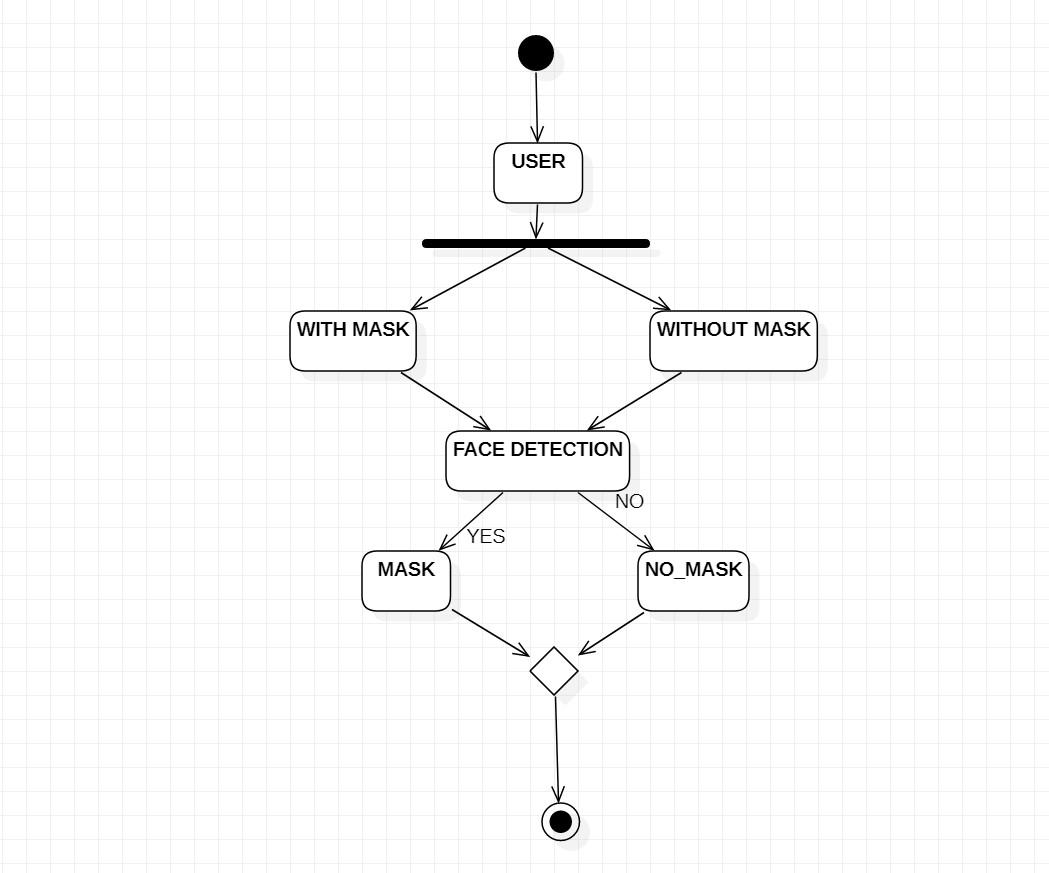 USER
WITH MASK
WITHOUT MASK
FACE DETECTION
NO
YES
MASK
NO_MASK